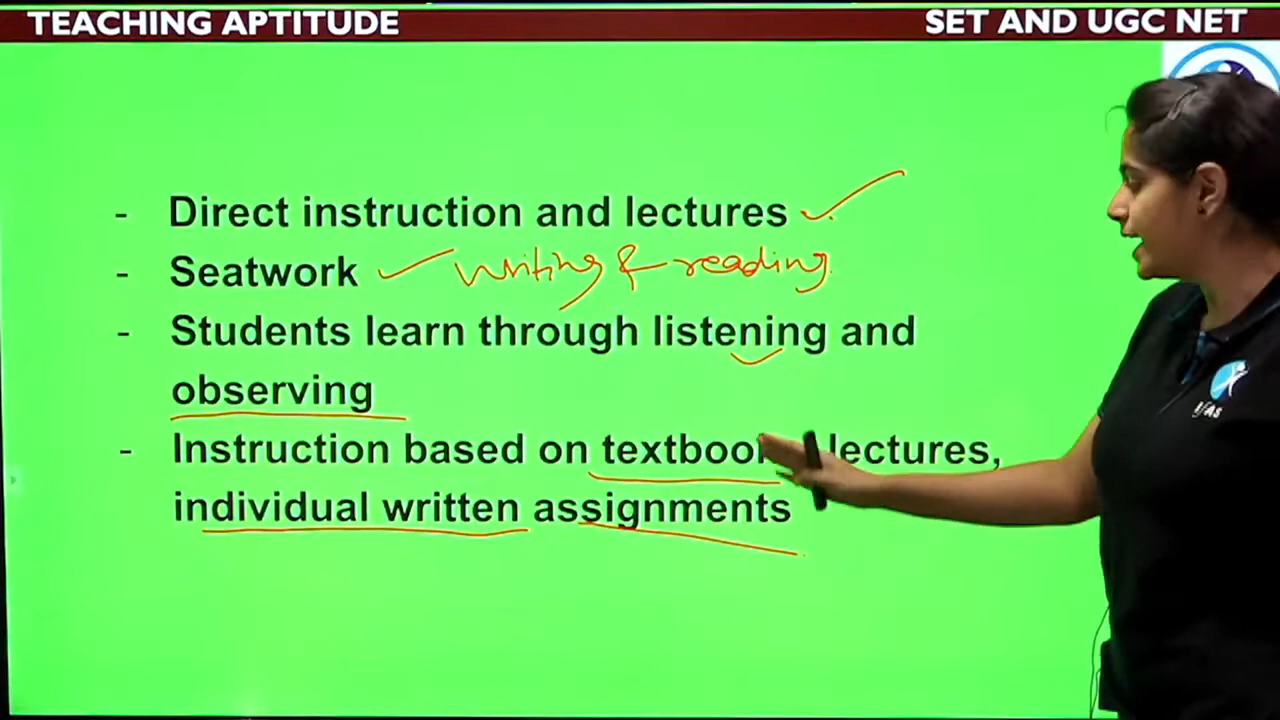 TEACHING APTITUDE
SET AND UGC NET
- Direct instruction and lectures
- Seatwork writing & reading
- Students learn through listening and
observing
- Instruction based on lectures,
individual written assignments
IFAS